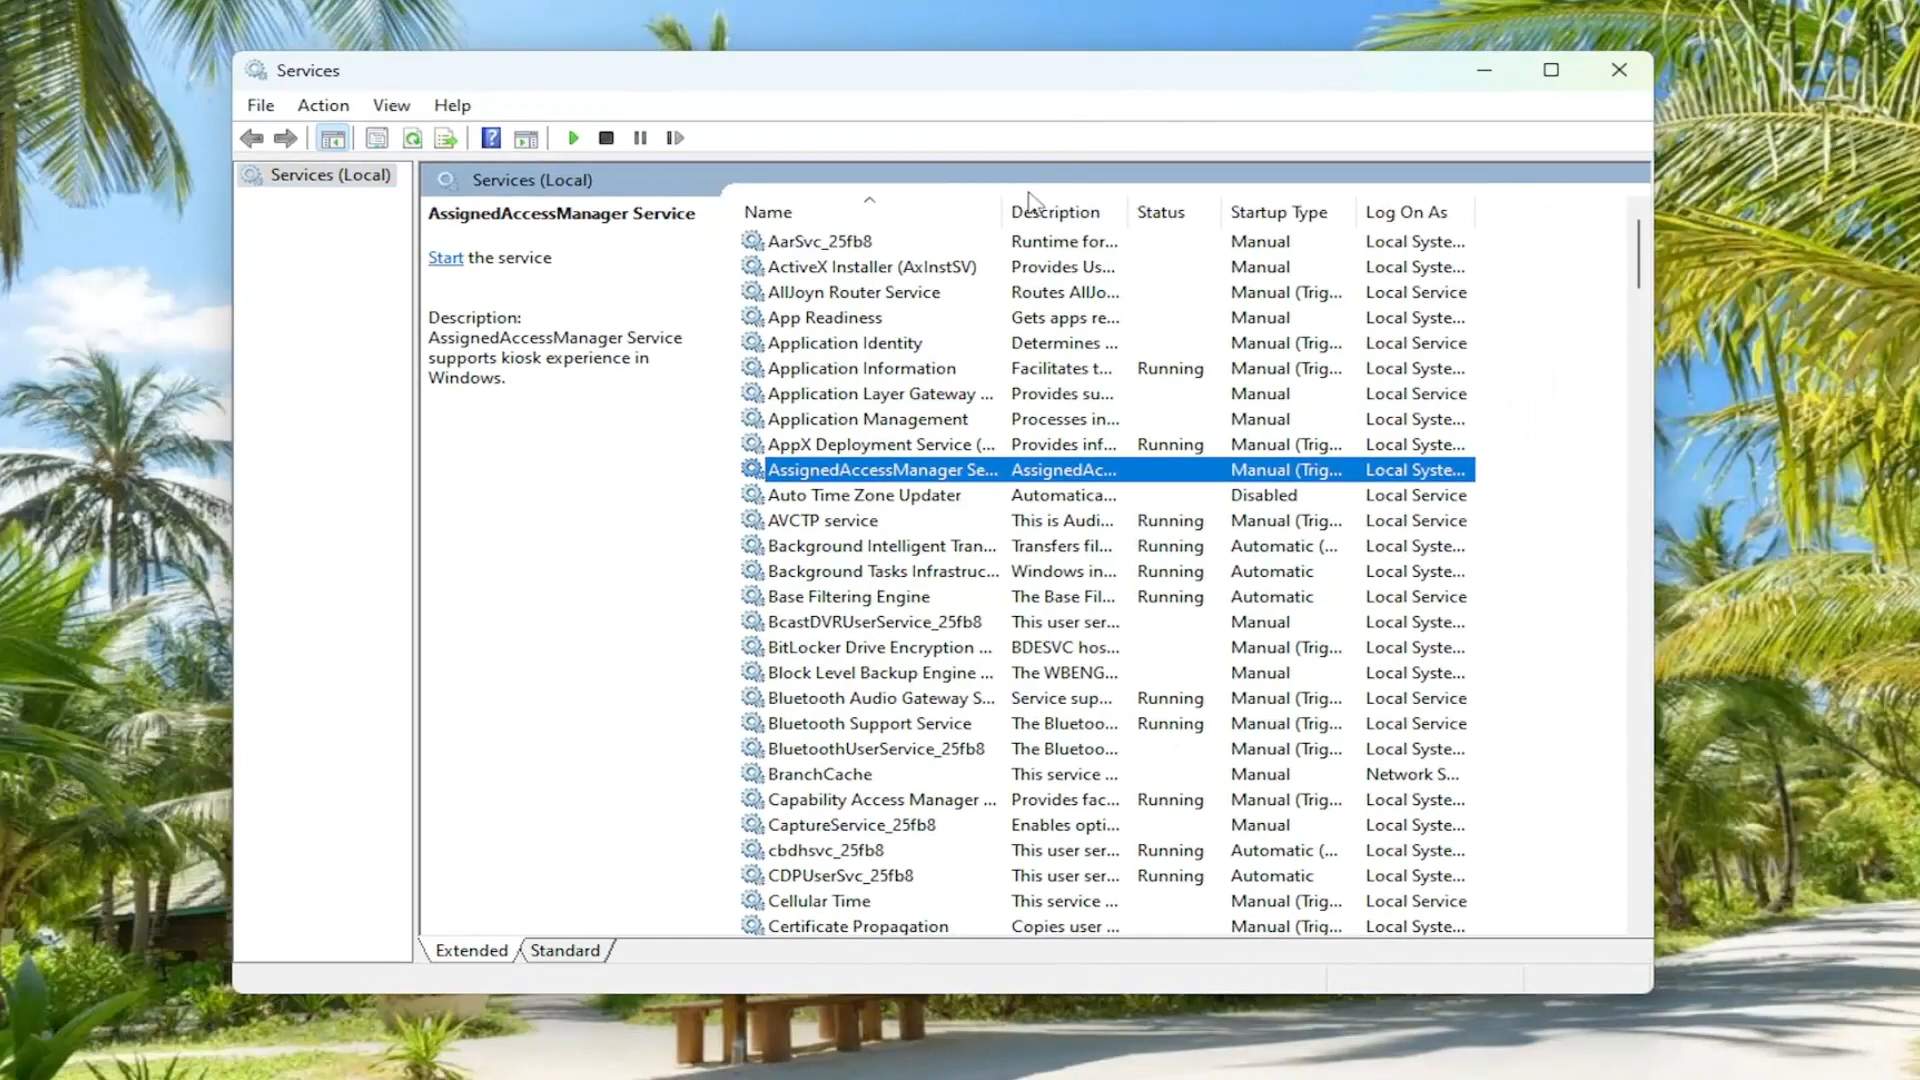 Services
File Action View Help
Services (Local)
Services (Local)
AssignedAccessManager Service
Start the service
Description:
AssignedAccessManager Service
supports kiosk experience in
Windows.
Name Description Status Startup Type Log On As
AarSvc_25fb8 Runtime for... Manual Local Syste...
ActiveX Installer (AxInstSV) Provides Us... Manual Local Syste...
AllJoyn Router Service Routes AllJo... Manual (Trig... Local Service
App Readiness Gets apps re... Manual Local Syste...
Application Identity Determines ... Manual (Trig... Local Service
Application Information Facilitates t... Running Manual (Trig... Local Syste...
Application Layer Gateway ... Provides su... Manual Local Service
Application Management Processes in... Manual Local Syste...
AppX Deployment Service (... Provides inf... Running Manual (Trig... Local Syste...
AssignedAccessManager Se... AssignedAc... Manual (Trig... Local Syste...
Auto Time Zone Updater Automatica... Disabled Local Service
AVCTP service This is Audi... Running Manual (Trig... Local Service
Background Intelligent Tran... Transfers fil... Running Automatic (... Local Syste...
Background Tasks Infrastruc... Windows in... Running Automatic Local Syste...
Base Filtering Engine The Base Fil... Running Automatic Local Service
BcastDVRUserService_25fb8 This user ser... Manual Local Syste...
BitLocker Drive Encryption ... BDESVC hos... Manual (Trig... Local Syste...
Block Level Backup Engine ... The WBENG... Manual Local Syste...
Bluetooth Audio Gateway S... Service sup... Running Manual (Trig... Local Service
Bluetooth Support Service The Bluetoo... Running Manual (Trig... Local Service
BluetoothUserService_25fb8 The Bluetoo... Manual (Trig... Local Syste...
BranchCache This service ... Manual Network S...
Capability Access Manager ... Provides fac... Running Manual (Trig... Local Syste...
CaptureService_25fb8 Enables opti... Manual Local Syste...
cbdhsvc_25fb8 This user ser... Running Automatic (... Local Syste...
CDPUserSvc_25fb8 This user ser... Running Automatic Local Syste...
Cellular Time This service ... Manual (Trig... Local Service
Certificate Propagation Copies user ... Manual (Trig... Local Syste...
Extended Standard